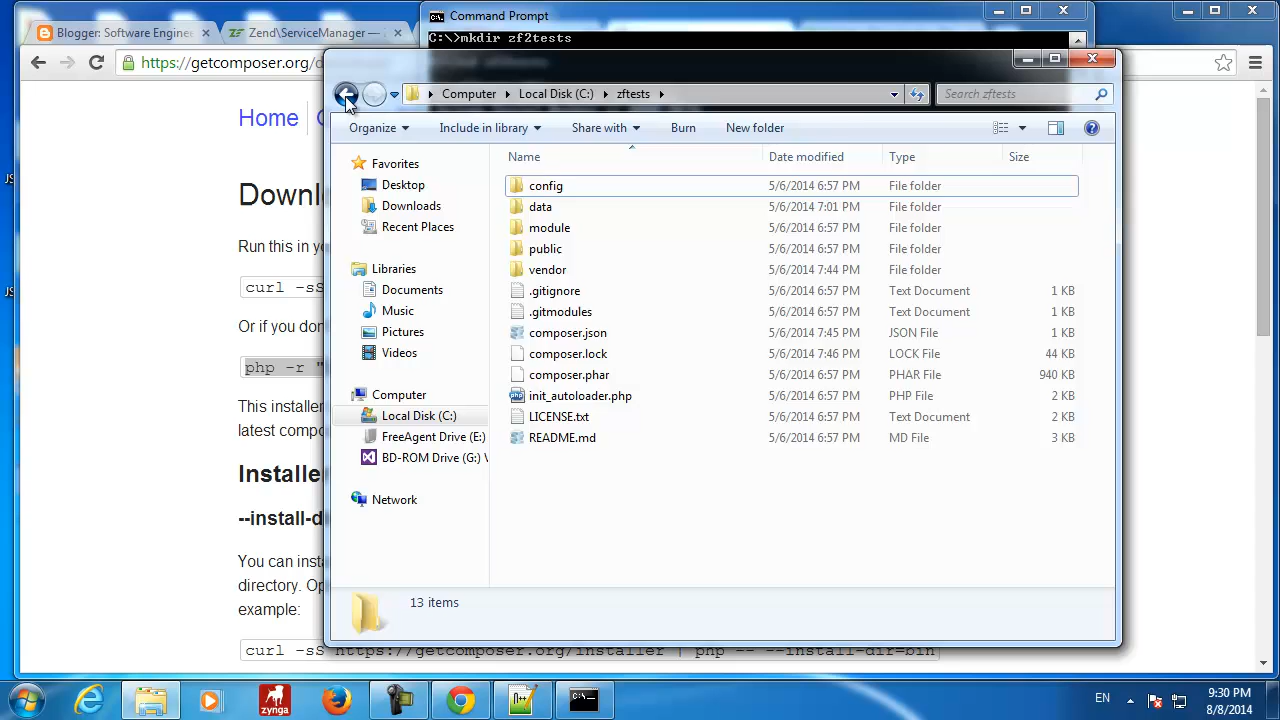 Command Prompt
Blogger: Software Engine
Zend\ServiceManager —
C:\>mkdir zf2tests
https://getcomposer.org/d
Computer
Local Disk (C:)
zftests
Search zftests
Home
Organize
Include in library
Share with
Burn
New folder
Name
Date modified
Type
Size
Favorites
Desktop
Downloads
Recent Places
Libraries
Documents
Music
Pictures
Videos
Computer
Local Disk (C:)
FreeAgent Drive (E:)
BD-ROM Drive (G:) V
Network
config 5/6/2014 6:57 PM File folder
data 5/6/2014 7:01 PM File folder
module 5/6/2014 6:57 PM File folder
public 5/6/2014 6:57 PM File folder
vendor 5/6/2014 7:44 PM File folder
.gitignore 5/6/2014 6:57 PM Text Document 1 KB
.gitmodules 5/6/2014 6:57 PM Text Document 1 KB
composer.json 5/6/2014 7:45 PM JSON File 1 KB
composer.lock 5/6/2014 7:46 PM LOCK File 44 KB
composer.phar 5/6/2014 6:57 PM PHAR File 940 KB
init_autoloader.php 5/6/2014 6:57 PM PHP File 2 KB
LICENSE.txt 5/6/2014 6:57 PM Text Document 2 KB
README.md 5/6/2014 6:57 PM MD File 3 KB
13 items
Downl
Run this in yo
curl -sS
Or if you don
php -r "
This installer
latest compo
Installe
--install-d
You can insta
directory. Op
example:
curl -sS https://getcomposer.org/installer | php -- --install-dir=bin
zynga
EN
9:30 PM
8/8/2014